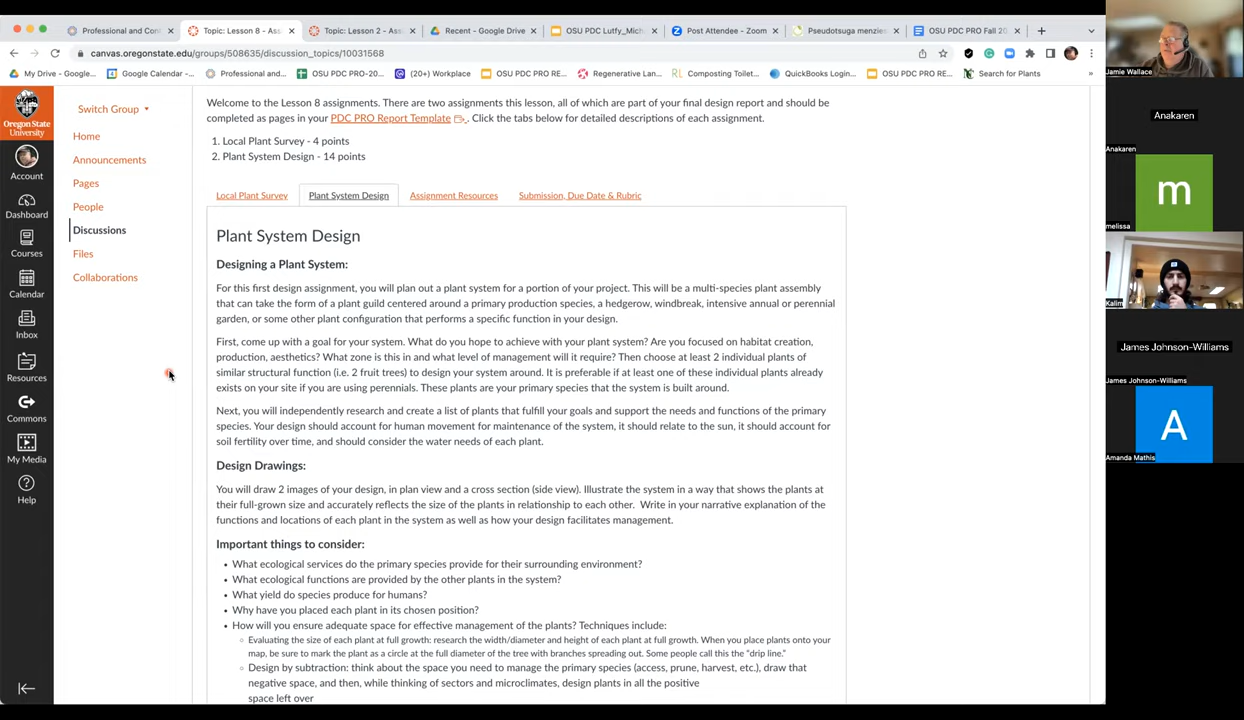 Professional and Con
Topic: Lesson 8 - Ass
Topic: Lesson 2 - Ass
Recent - Google Drive
OSU PDC Lutfy_Mich
Post Attendee - Zoom
Pseudotsuga menzie
OSU PDC PRO Fall 20
canvas.oregonstate.edu/groups/508635/discussion_topics/10031568
My Drive - Google...
Google Calendar -...
Professional and...
OSU PDC PRO-20...
(20+) Workplace
OSU PDC PRO RE...
Regenerative Lan...
Composting Toilet...
QuickBooks Login...
OSU PDC PRO RE...
Search for Plants
Oregon State
University
Account
Dashboard
Courses
Calendar
Inbox
Resources
Commons
My Media
Help
Switch Group
Home
Announcements
Pages
People
Discussions
Files
Collaborations
Welcome to the Lesson 8 assignments. There are two assignments this lesson, all of which are part of your final design report and should be
completed as pages in your PDC PRO Report Template. Click the tabs below for detailed descriptions of each assignment.
1. Local Plant Survey - 4 points
2. Plant System Design - 14 points
Local Plant Survey
Plant System Design
Assignment Resources
Submission, Due Date & Rubric
Plant System Design
Designing a Plant System:
For this first design assignment, you will plan out a plant system for a portion of your project. This will be a multi-species plant assembly
that can take the form of a plant guild centered around a primary production species, a hedgerow, windbreak, intensive annual or perennial
garden, or some other plant configuration that performs a specific function in your design.
First, come up with a goal for your system. What do you hope to achieve with your plant system? Are you focused on habitat creation,
production, aesthetics? What zone is this in and what level of management will it require? Then choose at least 2 individual plants of
similar structural function (i.e. 2 fruit trees) to design your system around. It is preferable if at least one of these individual plants already
exists on your site if you are using perennials. These plants are your primary species that the system is built around.
Next, you will independently research and create a list of plants that fulfill your goals and support the needs and functions of the primary
species. Your design should account for human movement for maintenance of the system, it should relate to the sun, it should account for
soil fertility over time, and should consider the water needs of each plant.
Design Drawings:
You will draw 2 images of your design, in plan view and a cross section (side view). Illustrate the system in a way that shows the plants at
their full-grown size and accurately reflects the size of the plants in relationship to each other. Write in your narrative explanation of the
functions and locations of each plant in the system as well as how your design facilitates management.
Important things to consider:
• What ecological services do the primary species provide for their surrounding environment?
• What ecological functions are provided by the other plants in the system?
• What yield do species produce for humans?
• Why have you placed each plant in its chosen position?
• How will you ensure adequate space for effective management of the plants? Techniques include:
Evaluating the size of each plant at full growth: research the width/diameter and height of each plant at full growth. When you place plants onto your
map, be sure to mark the plant as a circle at the full diameter of the tree with branches spreading out. Some people call this the "drip line."
Design by subtraction: think about the space you need to manage the primary species (access, prune, harvest, etc.), draw that
negative space, and then, while thinking of sectors and microclimates, design plants in all the positive
space left over
Jamie Wallace
Anakaren
Anakaren
m
melissa
Kalim
James Johnson-Williams
James Johnson-Williams
A
Amanda Mathis